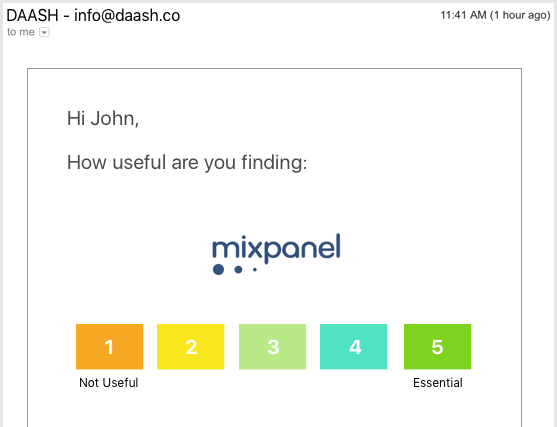 DAASH - info@daash.co 11:41 AM (1 hour ago)
to me
Hi John,
How useful are you finding:
mixpanel
1 2 3 4 5
Not Useful Essential